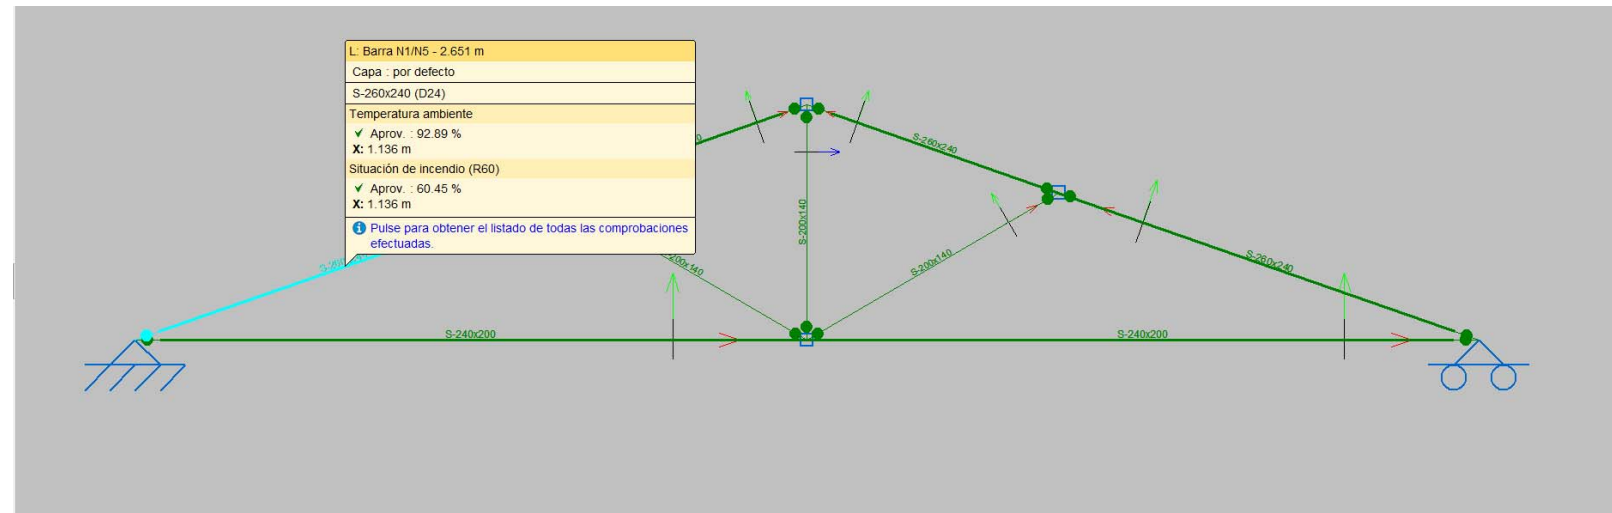 L: Barra N1/N5 - 2.651 m
Capa : por defecto
S-260x240 (D24)
Temperatura ambiente
Aprov. : 92.89 %
X: 1.136 m
Situación de incendio (R60)
Aprov. : 60.45 %
X: 1.136 m
Pulse para obtener el listado de todas las comprobaciones
efectuadas.
S-260x240
S-200x140
S-200x140
S-260x240
S-240x200
S-240x200